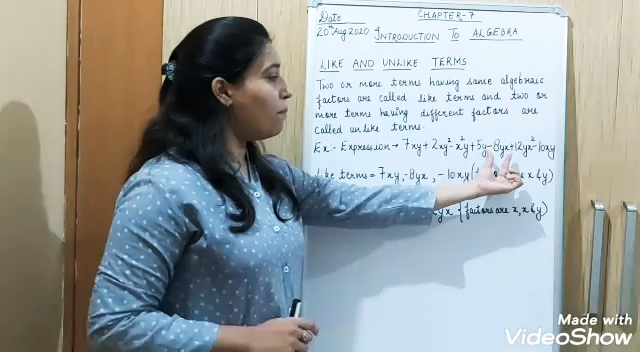 Date
CHAPTER-7
20th Aug 2020 INTRODUCTION TO ALGEBRA
LIKE AND UNLIKE TERMS
Two or more terms having same algebraic
factors are called like terms and two or
more terms having different factors are
called unlike terms.
Ex:- Expression → 7xy + 2xy² - x²y + 5y - 8yx + 12yx² - 10xy
terms = 7xy, -8yx, -10xy ( x & y)
yx {factors are x, x & y)
Made with
VideoShow